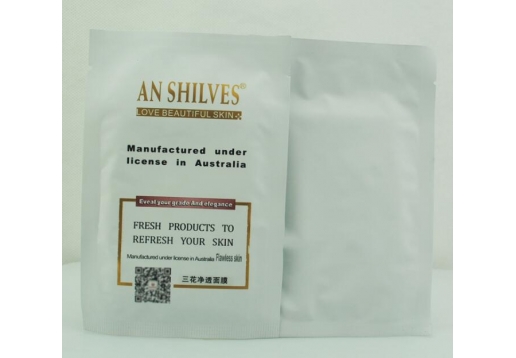 AN SHILVES®
LOVE BEAUTIFUL SKIN
Manufactured under
license in Australia
And elegance
FRESH PRODUCTS TO
REFRESH YOUR SKIN
Manufactured under license in Australia Flawless skin
三花净透面膜